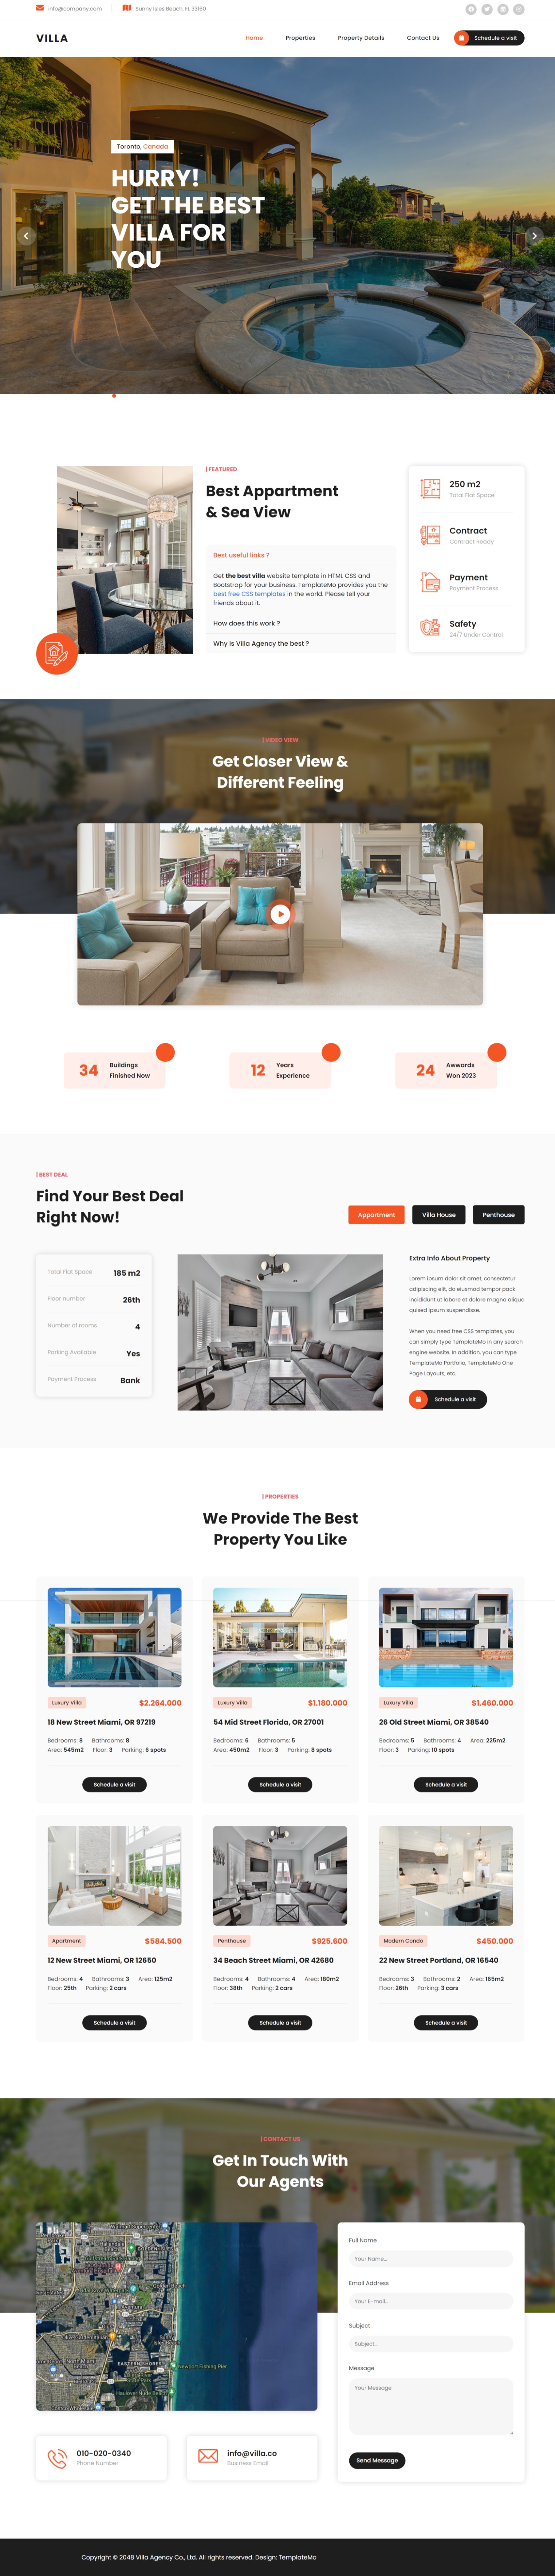 info@company.com
Sunny Isles Beach, FL 33160
VILLA
Home
Properties
Property Details
Contact Us
Schedule a visit
Toronto, Canada
HURRY!
GET THE BEST
VILLA FOR
YOU
| FEATURED
Best Appartment
& Sea View
Best useful links ?
Get the best villa website template in HTML CSS and
Bootstrap for your business. TemplateMo provides you the
best free CSS templates in the world. Please tell your
friends about it.
How does this work ?
Why is Villa Agency the best ?
250 m2
Total Flat Space
Contract
Contract Ready
Payment
Payment Process
Safety
24/7 Under Control
| VIDEO VIEW
Get Closer View &
Different Feeling
34
Buildings
Finished Now
12
Years
Experience
24
Awwards
Won 2023
| BEST DEAL
Find Your Best Deal
Right Now!
Appartment
Villa House
Penthouse
Total Flat Space 185 m2
Floor number 26th
Number of rooms 4
Parking Available Yes
Payment Process Bank
Extra Info About Property
Lorem ipsum dolor sit amet, consectetur
adipiscing elit, do eiusmod tempor pack
incididunt ut labore et dolore magna aliqua
quised ipsum suspendisse.
When you need free CSS templates, you
can simply type TemplateMo in any search
engine website. In addition, you can type
TemplateMo Portfolio, TemplateMo One
Page Layouts, etc.
Schedule a visit
| PROPERTIES
We Provide The Best
Property You Like
Luxury Villa $2.264.000
18 New Street Miami, OR 97219
Bedrooms: 8 Bathrooms: 8
Area: 545m2 Floor: 3 Parking: 6 spots
Schedule a visit
Luxury Villa $1.180.000
54 Mid Street Florida, OR 27001
Bedrooms: 6 Bathrooms: 5
Area: 450m2 Floor: 3 Parking: 8 spots
Schedule a visit
Luxury Villa $1.460.000
26 Old Street Miami, OR 38540
Bedrooms: 5 Bathrooms: 4 Area: 225m2
Floor: 3 Parking: 10 spots
Schedule a visit
Apartment $584.500
12 New Street Miami, OR 12650
Bedrooms: 4 Bathrooms: 3 Area: 125m2
Floor: 25th Parking: 2 cars
Schedule a visit
Penthouse $925.600
34 Beach Street Miami, OR 42680
Bedrooms: 4 Bathrooms: 4 Area: 180m2
Floor: 38th Parking: 2 cars
Schedule a visit
Modern Condo $450.000
22 New Street Portland, OR 16540
Bedrooms: 3 Bathrooms: 2 Area: 165m2
Floor: 26th Parking: 3 cars
Schedule a visit
| CONTACT US
Get In Touch With
Our Agents
EASTERN SHORES
Newport Fishing Pier
Full Name
Your Name...
Email Address
Your E-mail...
Subject
Subject...
Message
Your Message
Send Message
010-020-0340
Phone Number
info@villa.co
Business Email
Copyright © 2048 Villa Agency Co., Ltd. All rights reserved. Design: TemplateMo